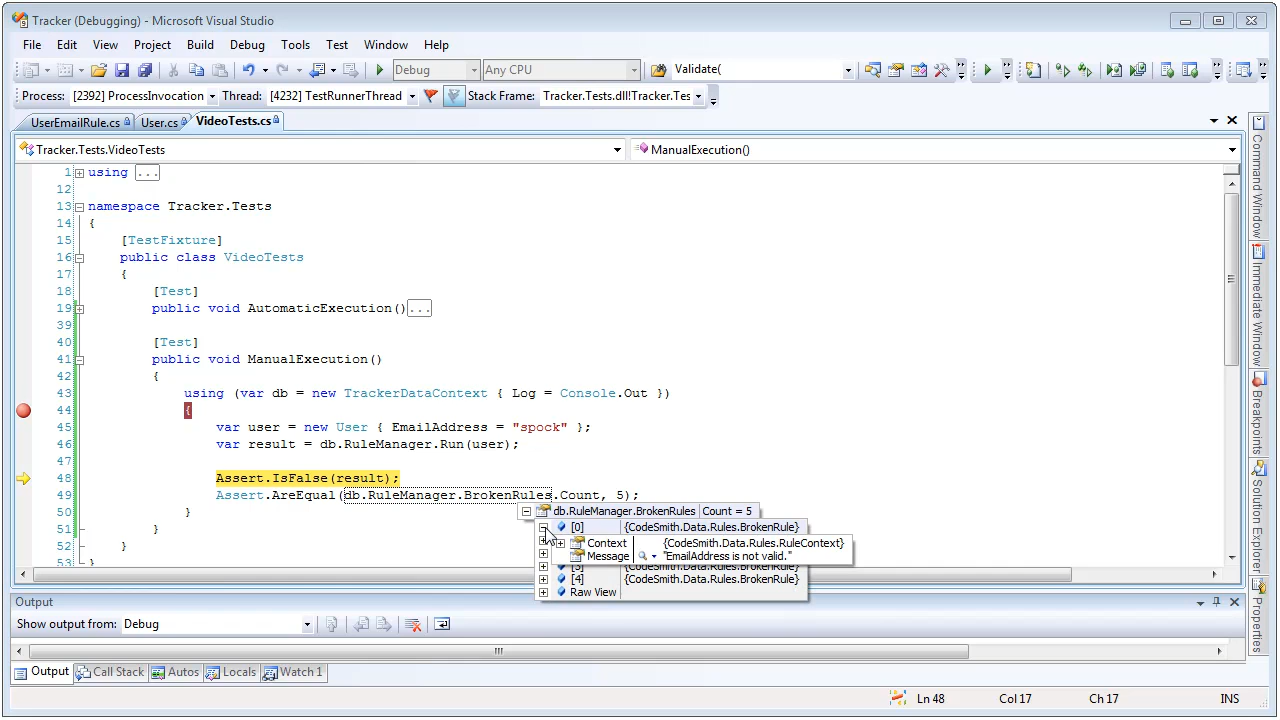 Tracker (Debugging) - Microsoft Visual Studio
File Edit View Project Build Debug Tools Test Window Help
Debug Any CPU Validate(
Process: [2392] ProcessInvocation Thread: [4232] TestRunnerThread Stack Frame: Tracker.Tests.dll!Tracker.Tes
UserEmailRule.cs User.cs VideoTests.cs
Tracker.Tests.VideoTests ManualExecution()
1 using ...
12
13 namespace Tracker.Tests
14 {
15 [TestFixture]
16 public class VideoTests
17 {
18 [Test]
19 public void AutomaticExecution()...
39
40 [Test]
41 public void ManualExecution()
42 {
43 using (var db = new TrackerDataContext { Log = Console.Out })
44 {
45 var user = new User { EmailAddress = "spock" };
46 var result = db.RuleManager.Run(user);
47
48 Assert.IsFalse(result);
49 Assert.AreEqual(db.RuleManager.BrokenRules.Count, 5);
50 }
51 }
52 }
53 }
db.RuleManager.BrokenRules Count = 5
[0] {CodeSmith.Data.Rules.BrokenRule}
Context {CodeSmith.Data.Rules.RuleContext}
Message "EmailAddress is not valid."
[3] {CodeSmith.Data.Rules.BrokenRule}
[4] {CodeSmith.Data.Rules.BrokenRule}
Raw View
Command Window
Immediate Window
Breakpoints
Solution Explorer
Properties
Output
Show output from: Debug
Output Call Stack Autos Locals Watch 1
Ln 48 Col 17 Ch 17 INS